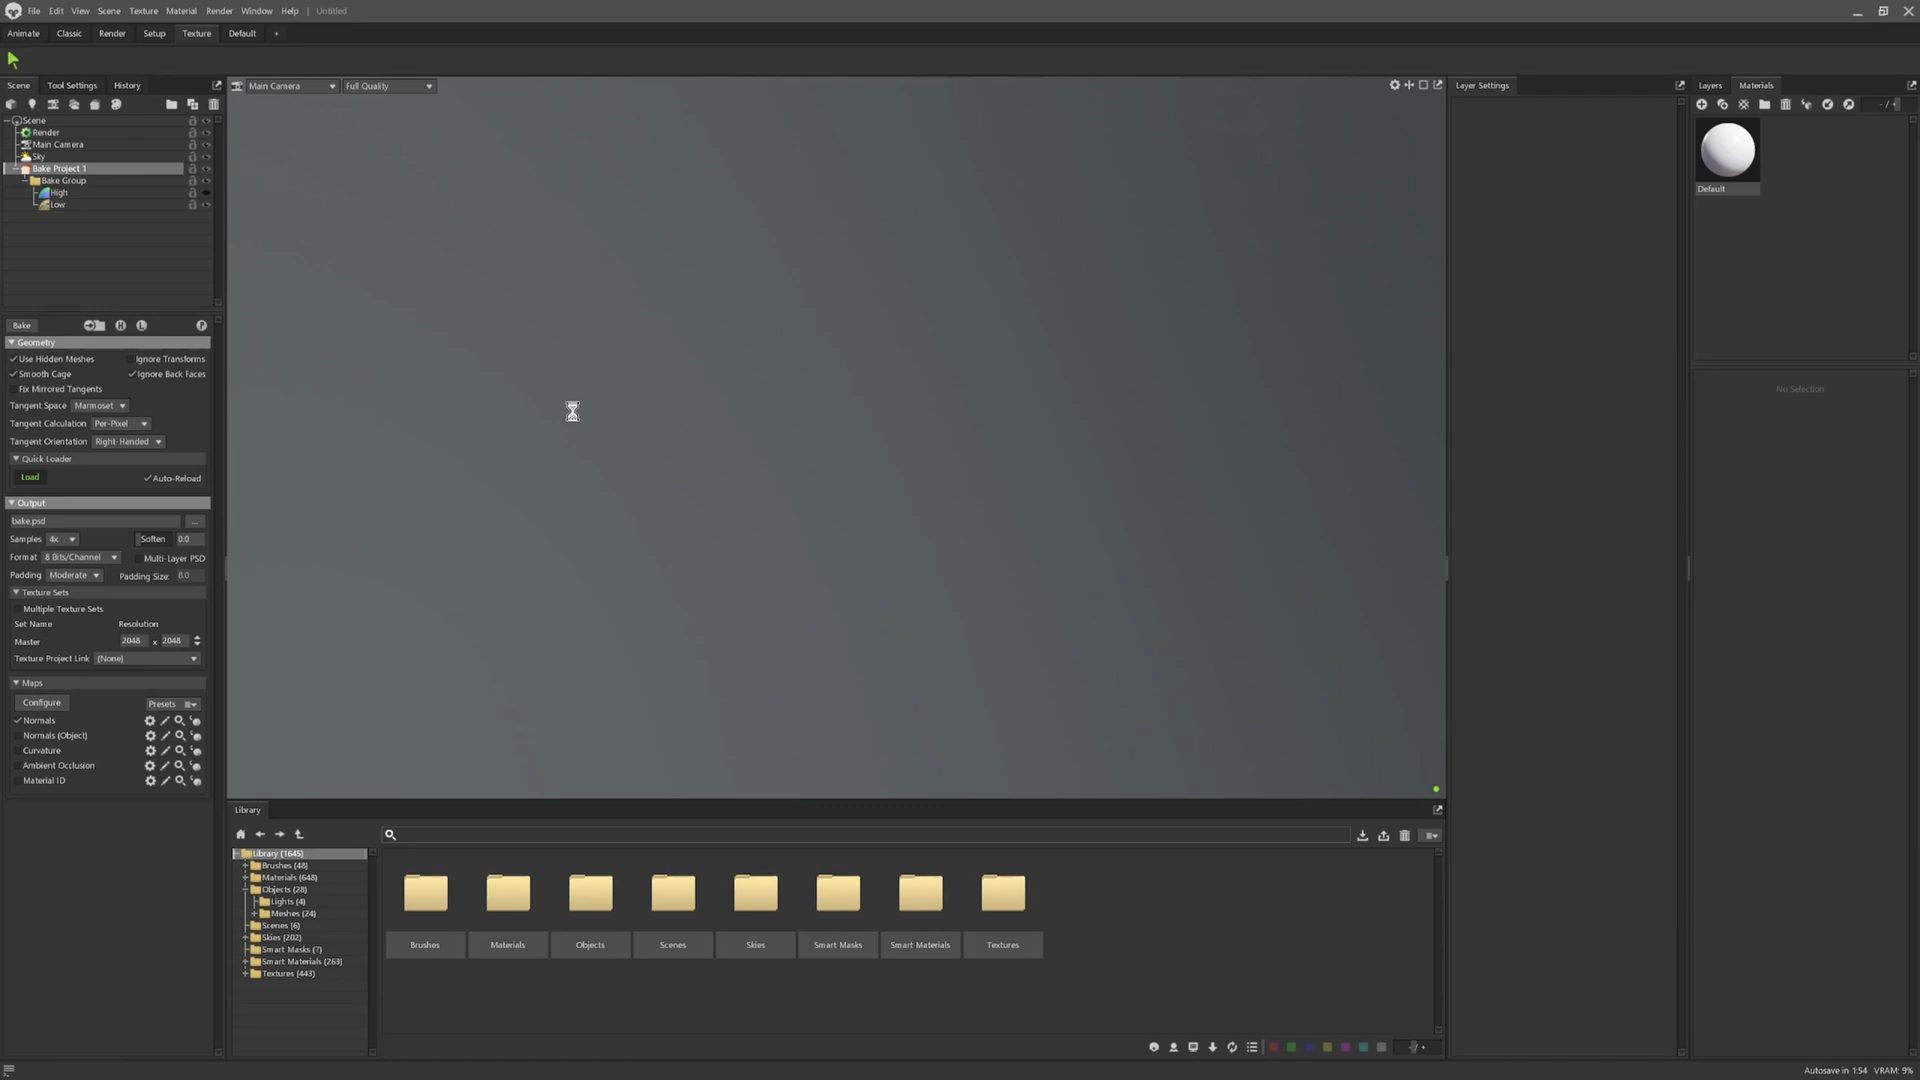 File Edit View Scene Texture Material Render Window Help | Untitled
Animate Classic Render Setup Texture Default +
Scene Tool Settings History
Main Camera Full Quality
Layer Settings
Layers Materials
Scene
Render
Main Camera
Sky
Bake Project 1
Bake Group
High
Low
Default
Bake H L P
Geometry
Use Hidden Meshes Ignore Transforms
Smooth Cage Ignore Back Faces
Fix Mirrored Tangents
Tangent Space Marmoset
Tangent Calculation Per-Pixel
Tangent Orientation Right-Handed
Quick Loader
Load Auto-Reload
Output
bake.psd ...
Samples 4x Soften 0.0
Format 8 Bits/Channel Multi-Layer PSD
Padding Moderate Padding Size: 8.0
Texture Sets
Multiple Texture Sets
Set Name Resolution
Master 2048 x 2048
Texture Project Link (None)
Maps
Configure Presets
Normals
Normals (Object)
Curvature
Ambient Occlusion
Material ID
No Selection
Library
Library (1645)
Brushes (48)
Materials (648)
Objects (28)
Lights (4)
Meshes (24)
Scenes (6)
Skies (202)
Smart Masks (7)
Smart Materials (263)
Textures (443)
Brushes Materials Objects Scenes Skies Smart Masks Smart Materials Textures
Autosave in 1:54 VRAM: 9%